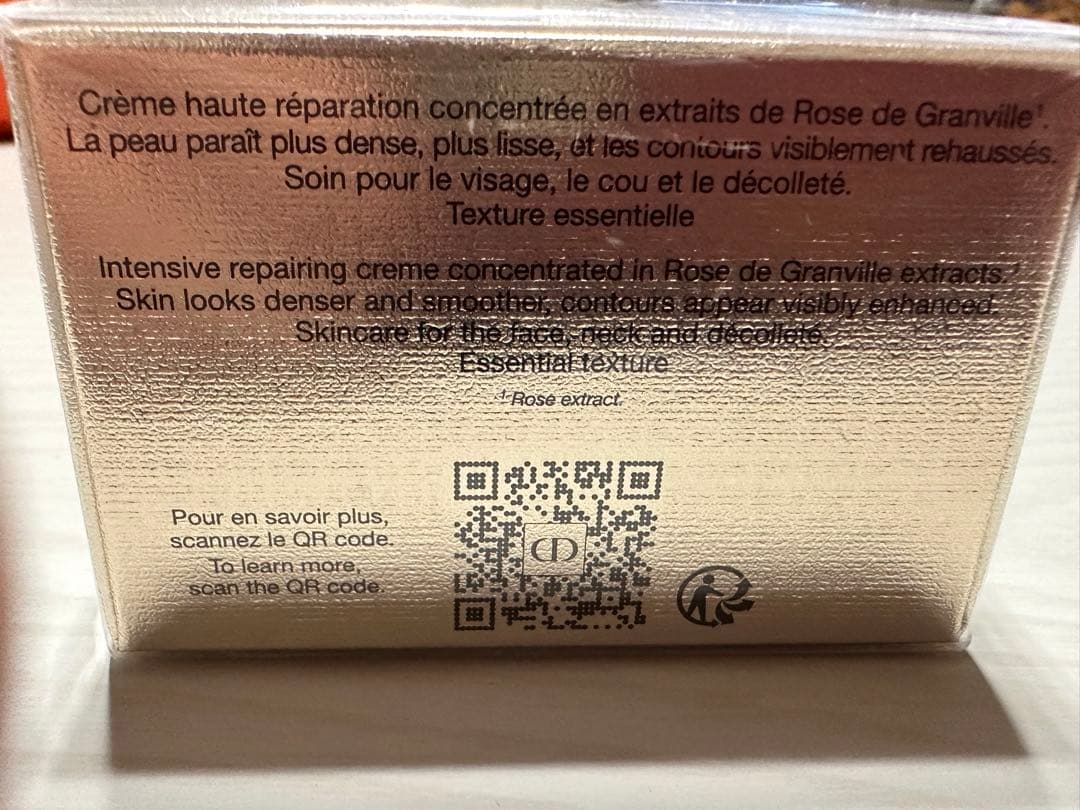 Crème haute réparation concentrée en extraits de Rose de Granville¹.
La peau paraît plus dense, plus lisse, et les contours visiblement rehaussés.
Soin pour le visage, le cou et le décolleté.
Texture essentielle
Intensive repairing creme concentrated in Rose de Granville extracts.¹
Skin looks denser and smoother, contours appear visibly enhanced.
Skincare for the face, neck and décolleté.
Essential texture
¹ Rose extract.
Pour en savoir plus,
scannez le QR code.
To learn more,
scan the QR code.
CD